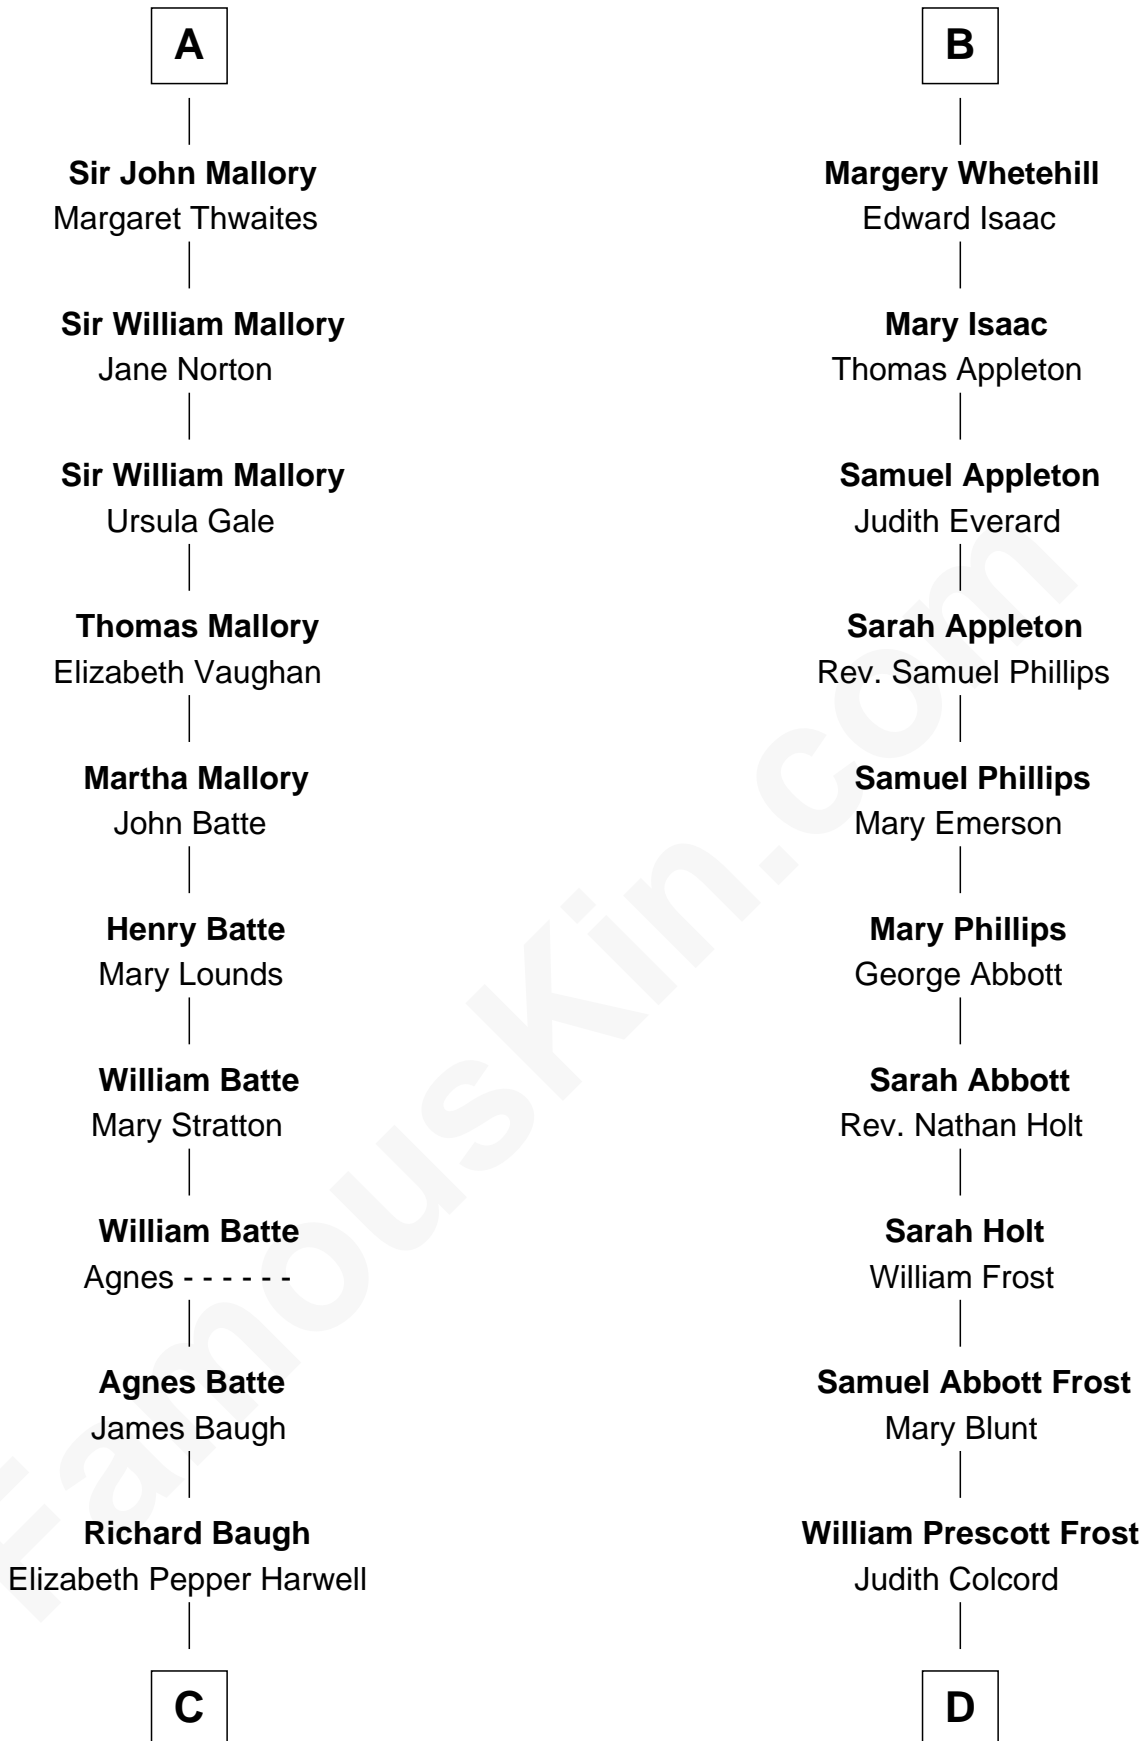 A
Sir John Mallory
Margaret Thwaites
Sir William Mallory
Jane Norton
Sir William Mallory
Ursula Gale
Thomas Mallory
Elizabeth Vaughan
Martha Mallory
John Batte
Henry Batte
Mary Lounds
William Batte
Mary Stratton
William Batte
Agnes - - - - - -
Agnes Batte
James Baugh
Richard Baugh
Elizabeth Pepper Harwell
C
B
Margery Whetehill
Edward Isaac
Mary Isaac
Thomas Appleton
Samuel Appleton
Judith Everard
Sarah Appleton
Rev. Samuel Phillips
Samuel Phillips
Mary Emerson
Mary Phillips
George Abbott
Sarah Abbott
Rev. Nathan Holt
Sarah Holt
William Frost
Samuel Abbott Frost
Mary Blunt
William Prescott Frost
Judith Colcord
D
FamousKin.com